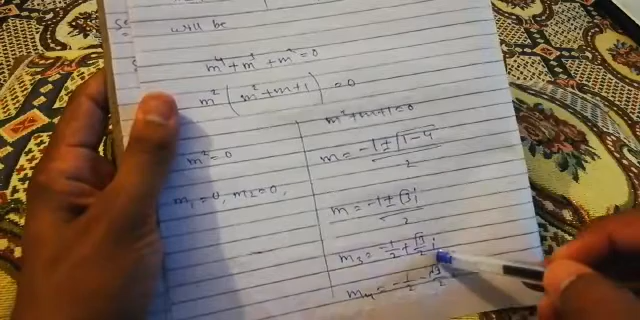 will be
m⁴ + m³ + m² = 0
m² (m² + m + 1) = 0
m² = 0
m₁ = 0, m₂ = 0,
m² + m + 1 = 0
m = -1 ± √1-4 / 2
m = -1 ± √3 i / 2
m₃ = -1/2 + √3/2 i
m₄ = -1/2 - √3/2